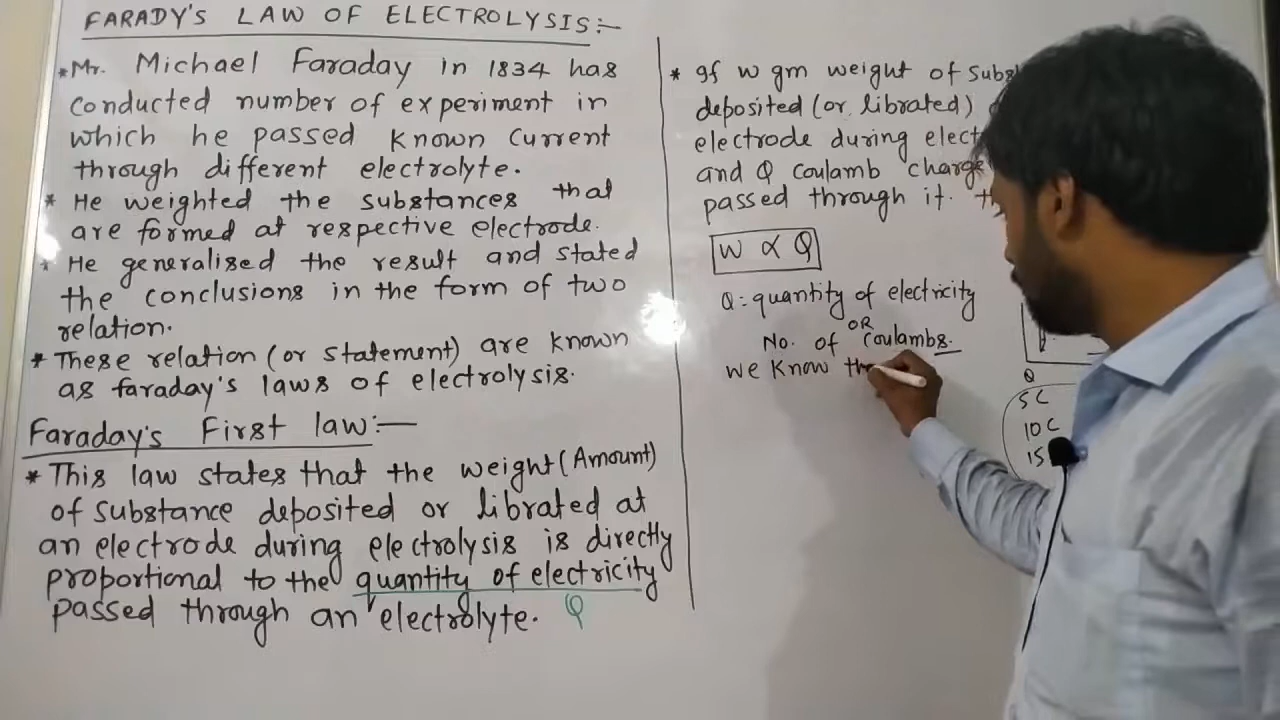 FARADY'S LAW OF ELECTROLYSIS:-
* Mr. Michael Faraday in 1834 has
conducted number of experiment in
which he passed known current
through different electrolyte.
* He weighted the substances that
are formed at respective electrode.
* He generalised the result and stated
the conclusions in the form of two
relation.
* These relation (or statement) are known
as faraday's laws of electrolysis.
Faraday's First law:-
* This law states that the weight (Amount)
of substance deposited or librated at
an electrode during electrolysis is directly
proportional to the quantity of electricity
passed through an electrolyte. Q
* If w gm weight of
deposited (or librated)
electrode during
and Q coulamb charge
passed through it.
W ∝ Q
Q = quantity of electricity
OR
No. of Coulambs.
we know
Q
5 C
10 C
15